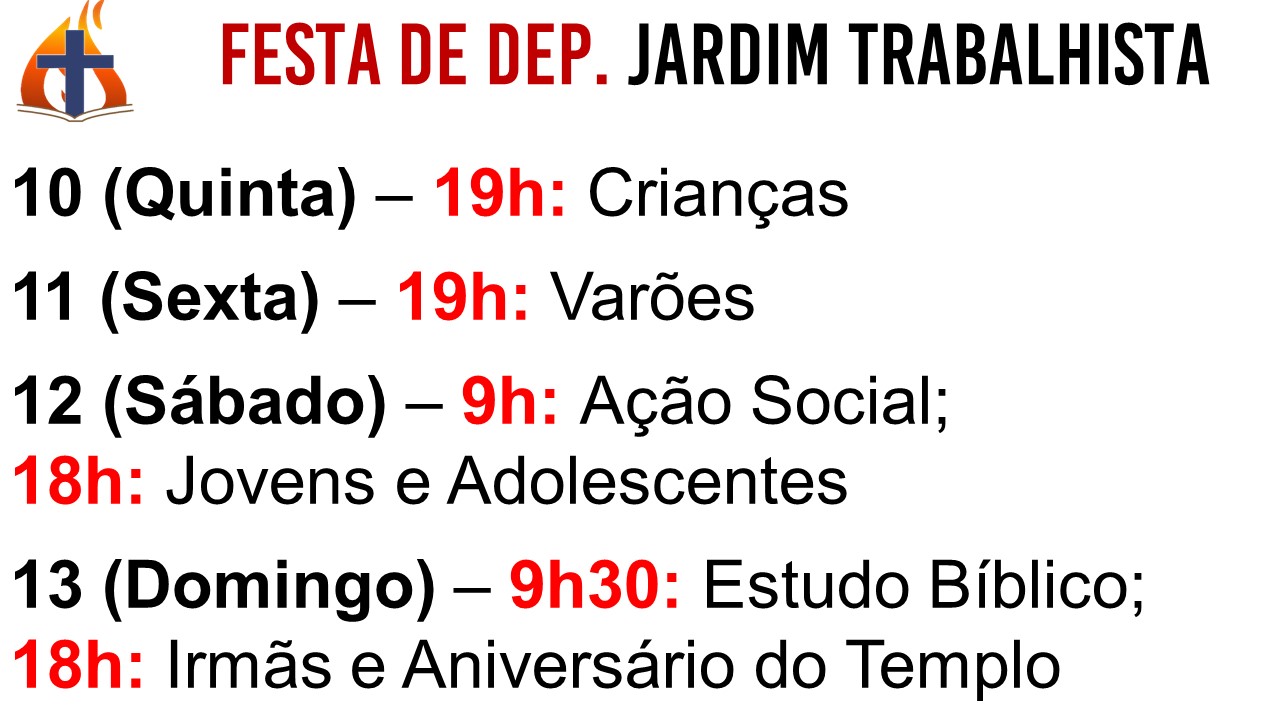 FESTA DE DEP. JARDIM TRABALHISTA
10 (Quinta) – 19h: Crianças
11 (Sexta) – 19h: Varões
12 (Sábado) – 9h: Ação Social;
18h: Jovens e Adolescentes
13 (Domingo) – 9h30: Estudo Bíblico;
18h: Irmãs e Aniversário do Templo